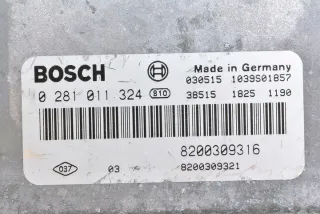 BOSCH
Made in Germany
030515 1039S01857
0 281 011 324 810
38515 1825 1190
8200309316
037 03 8200309321